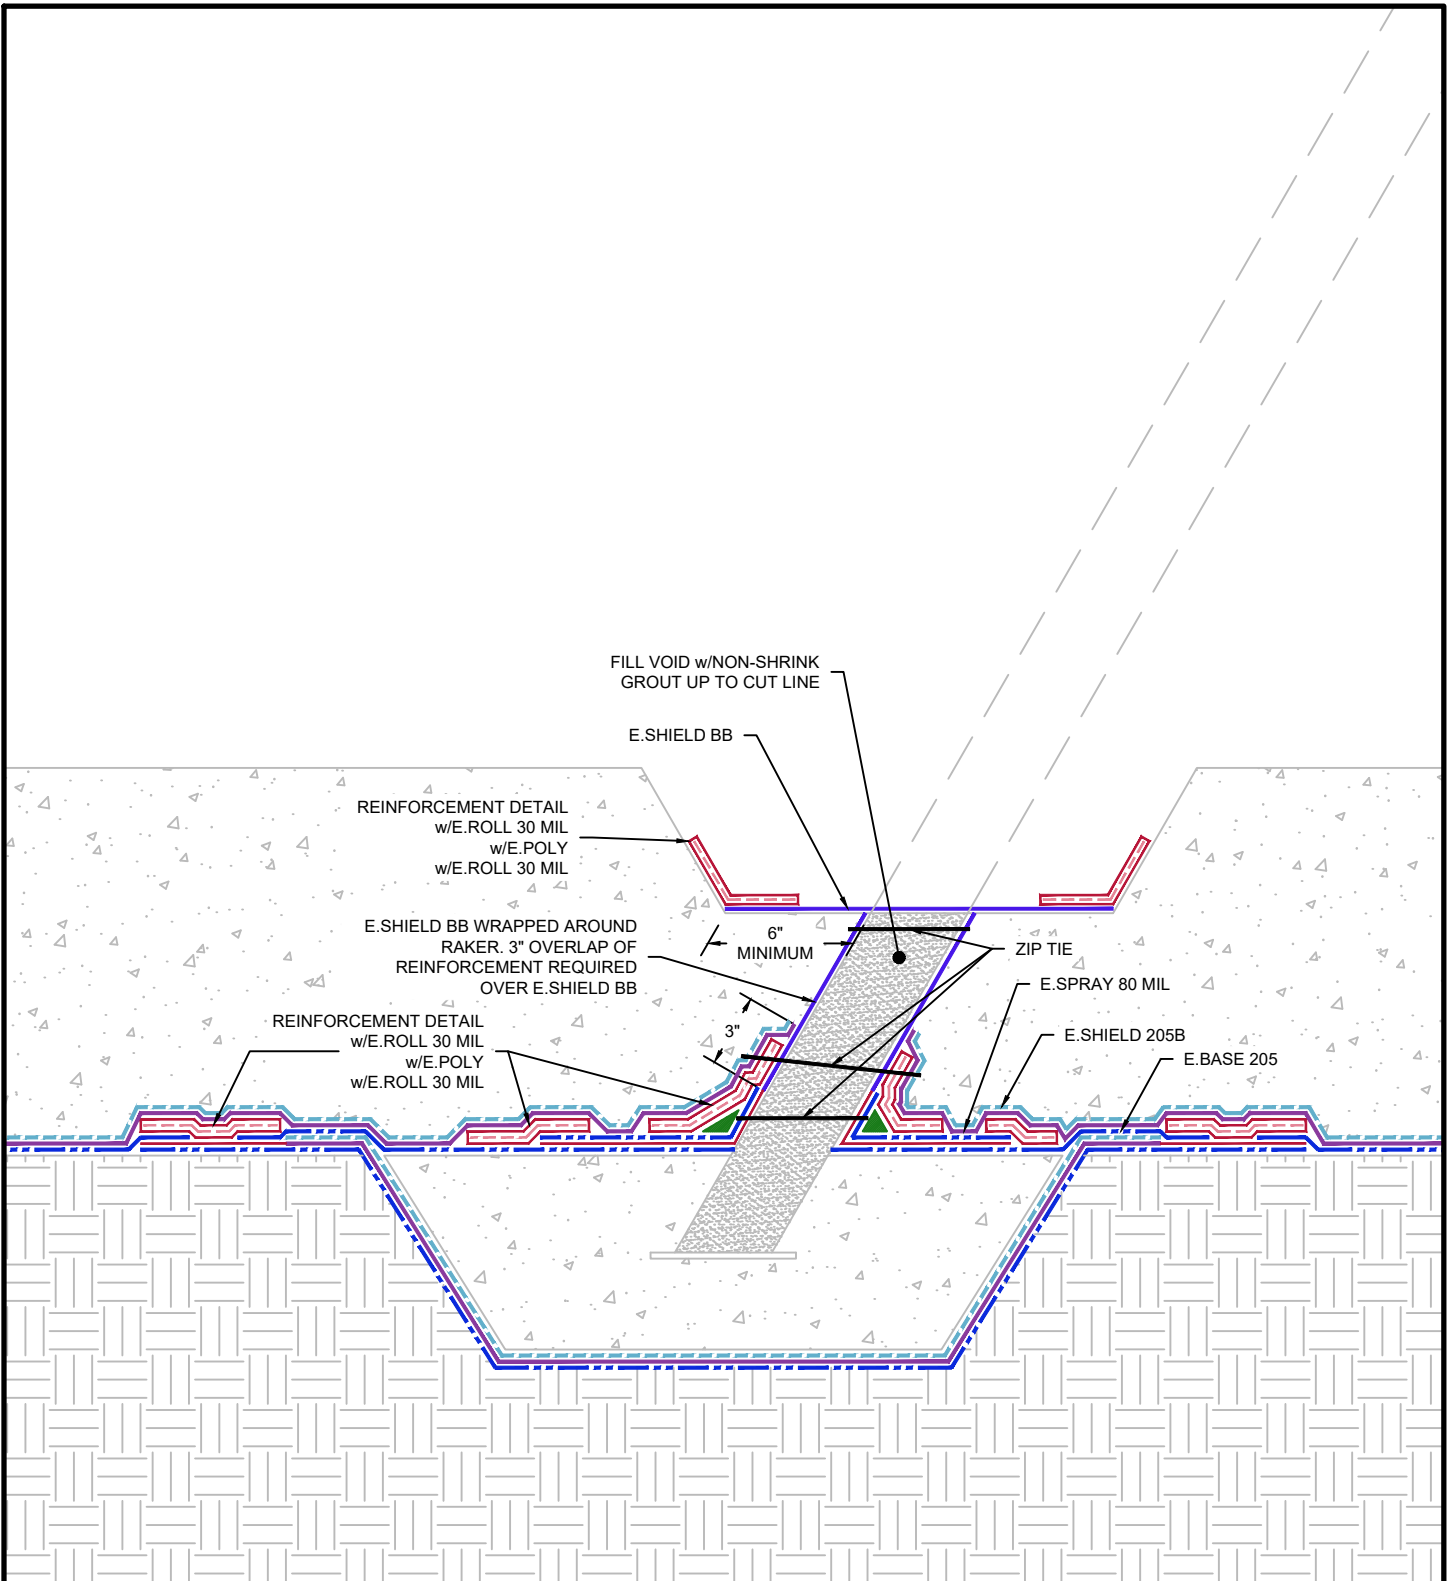 FILL VOID w/NON-SHRINK
GROUT UP TO CUT LINE
E.SHIELD BB
REINFORCEMENT DETAIL
w/E.ROLL 30 MIL
w/E.POLY
w/E.ROLL 30 MIL
E.SHIELD BB WRAPPED AROUND
RAKER. 3" OVERLAP OF
REINFORCEMENT REQUIRED
OVER E.SHIELD BB
6"
MINIMUM
ZIP TIE
E.SPRAY 80 MIL
REINFORCEMENT DETAIL
w/E.ROLL 30 MIL
w/E.POLY
w/E.ROLL 30 MIL
3"
E.SHIELD 205B
E.BASE 205